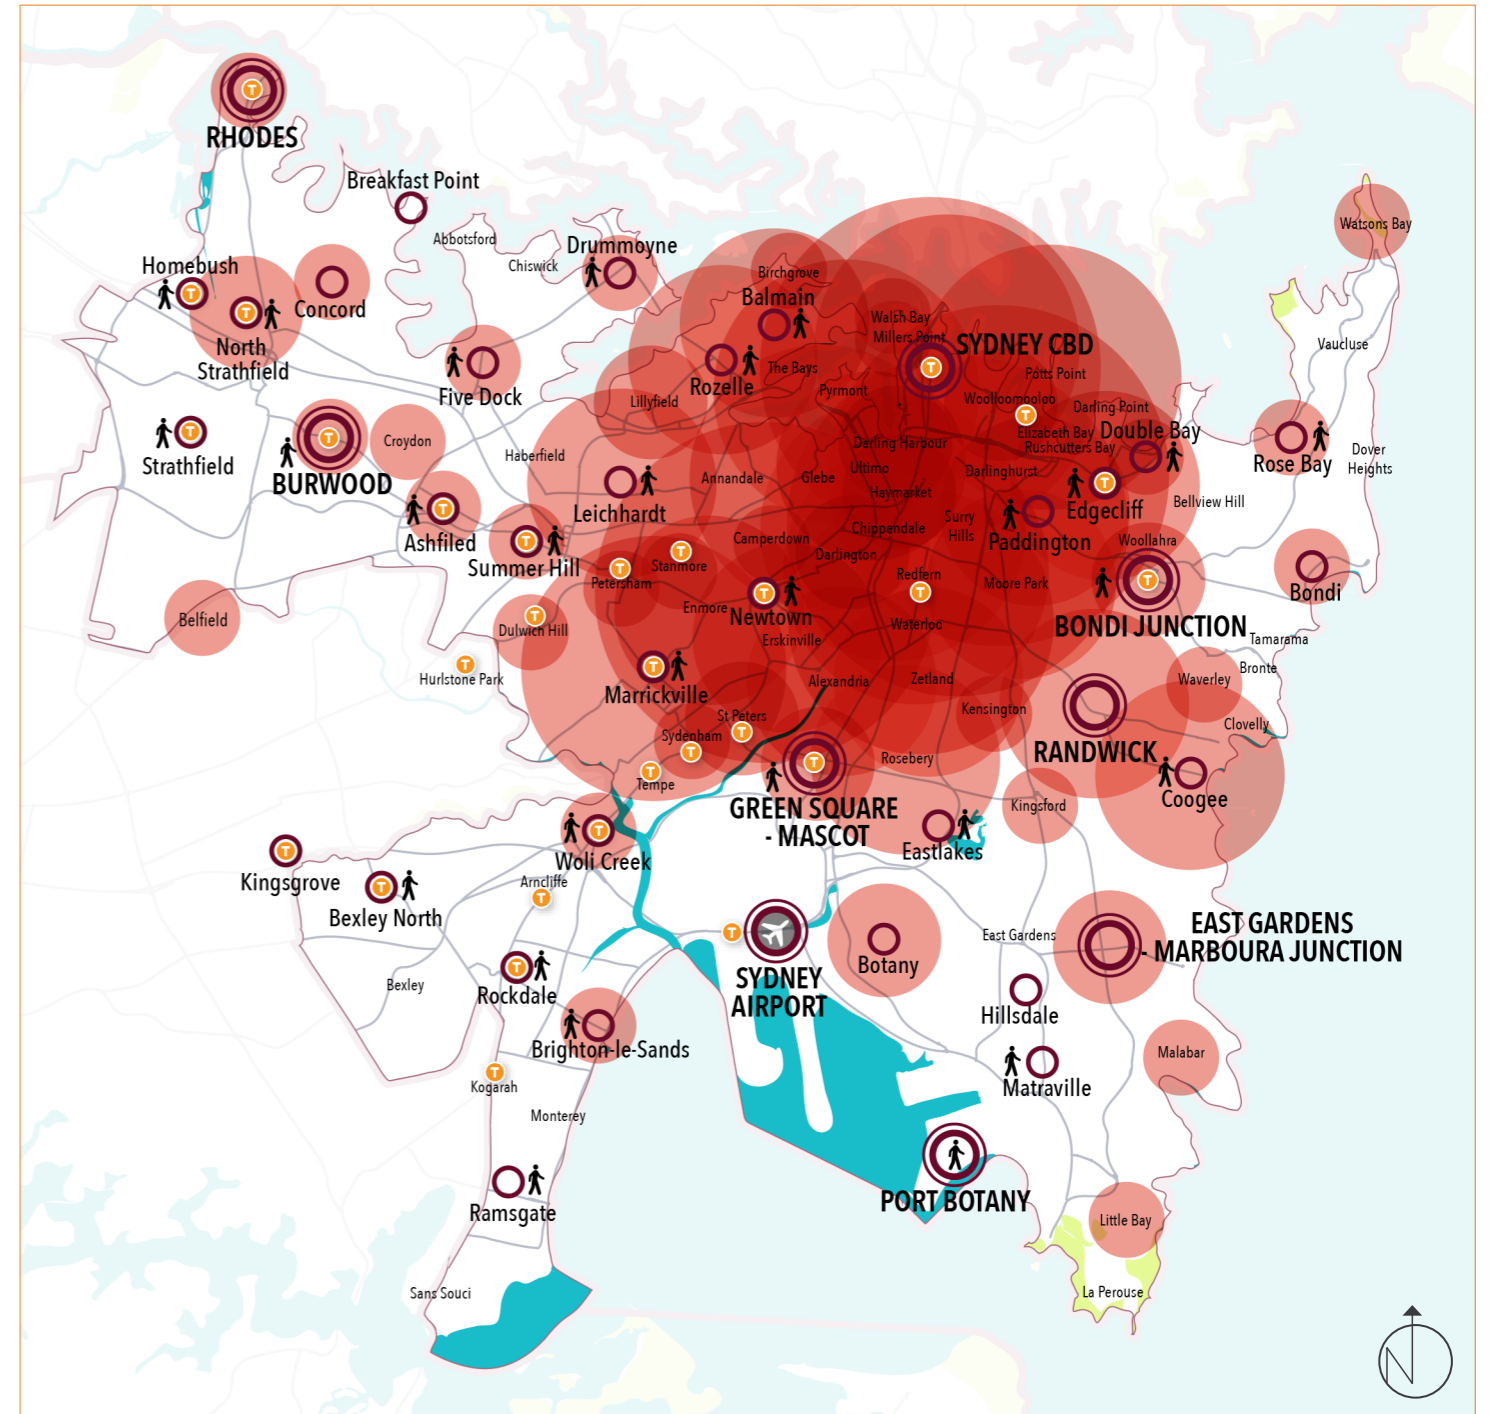 T
RHODES
Breakfast Point
Watsons Bay
Abbotsford
Drummoyne
Chiswick
Homebush
T
Birchgrove
Balmain
Concord
T
North
Strathfield
Walsh Bay
Millers Point
SYDNEY CBD
T
Vaucluse
The Bays
Potts Point
Rozelle
Pyrmont
Five Dock
Lillyfield
Woolloomooloo
Darling Point
T
T
Strathfield
T
BURWOOD
Croydon
Haberfield
Darling Harbour
Elizabeth Bay
Rushcutters Bay
Double Bay
Rose Bay
Dover
Heights
Annandale
Glebe
Ultimo
Haymarket
Darlinghurst
T
Edgecliff
Bellview Hill
Leichhardt
T
Ashfiled
Surry
Hills
Chippendale
Paddington
Woollahra
T
Summer Hill
T
Petersham
T
Stanmore
Camperdown
Darlington
Redfern
T
Moore Park
T
BONDI JUNCTION
Bondi
Enmore
T
Newtown
Erskinville
Waterloo
Belfield
T
Dulwich Hill
Tamarama
Bronte
T
Hurlstone Park
T
Marrickville
Alexandria
Zetland
Waverley
Kensington
St Peters
T
Sydenham
T
Clovelly
RANDWICK
Rosebery
T
Tempe
T
GREEN SQUARE
- MASCOT
Kingsford
Coogee
T
Woli Creek
Eastlakes
T
Kingsgrove
T
Bexley North
Arncliffe
T
T
SYDNEY
AIRPORT
Botany
East Gardens
EAST GARDENS
- MARBOURA JUNCTION
T
Rockdale
Bexley
Hillsdale
Brighton-le-Sands
Malabar
T
Kogarah
Matraville
Monterey
Ramsgate
PORT BOTANY
Little Bay
Sans Souci
La Perouse
N